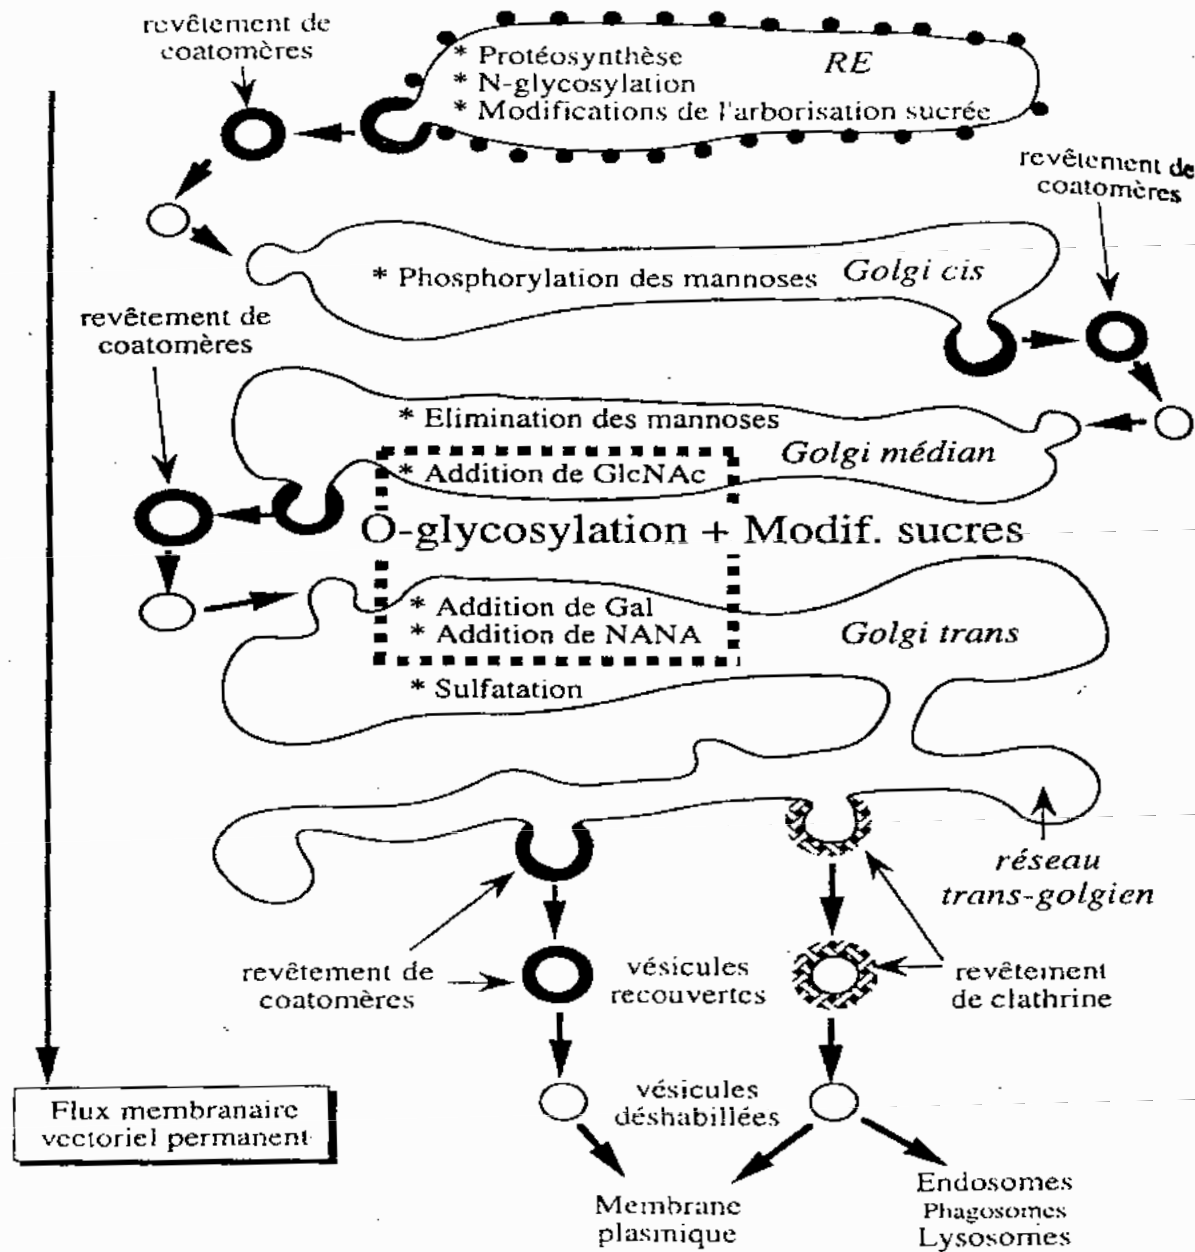 revêtement de
coatomères
* Protéosynthèse
* N-glycosylation
* Modifications de l'arborisation sucrée
RE
revêtement de
coatomères
* Phosphorylation des mannoses
Golgi cis
revêtement de
coatomères
* Elimination des mannoses
Golgi médian
* Addition de GlcNAc
O-glycosylation + Modif. sucres
* Addition de Gal
* Addition de NANA
Golgi trans
* Sulfatation
réseau
trans-golgien
revêtement de
coatomères
vésicules
recouvertes
revêtement
de clathrine
vésicules
déshabillées
Flux membranaire
vectoriel permanent
Membrane
plasmique
Endosomes
Phagosomes
Lysosomes